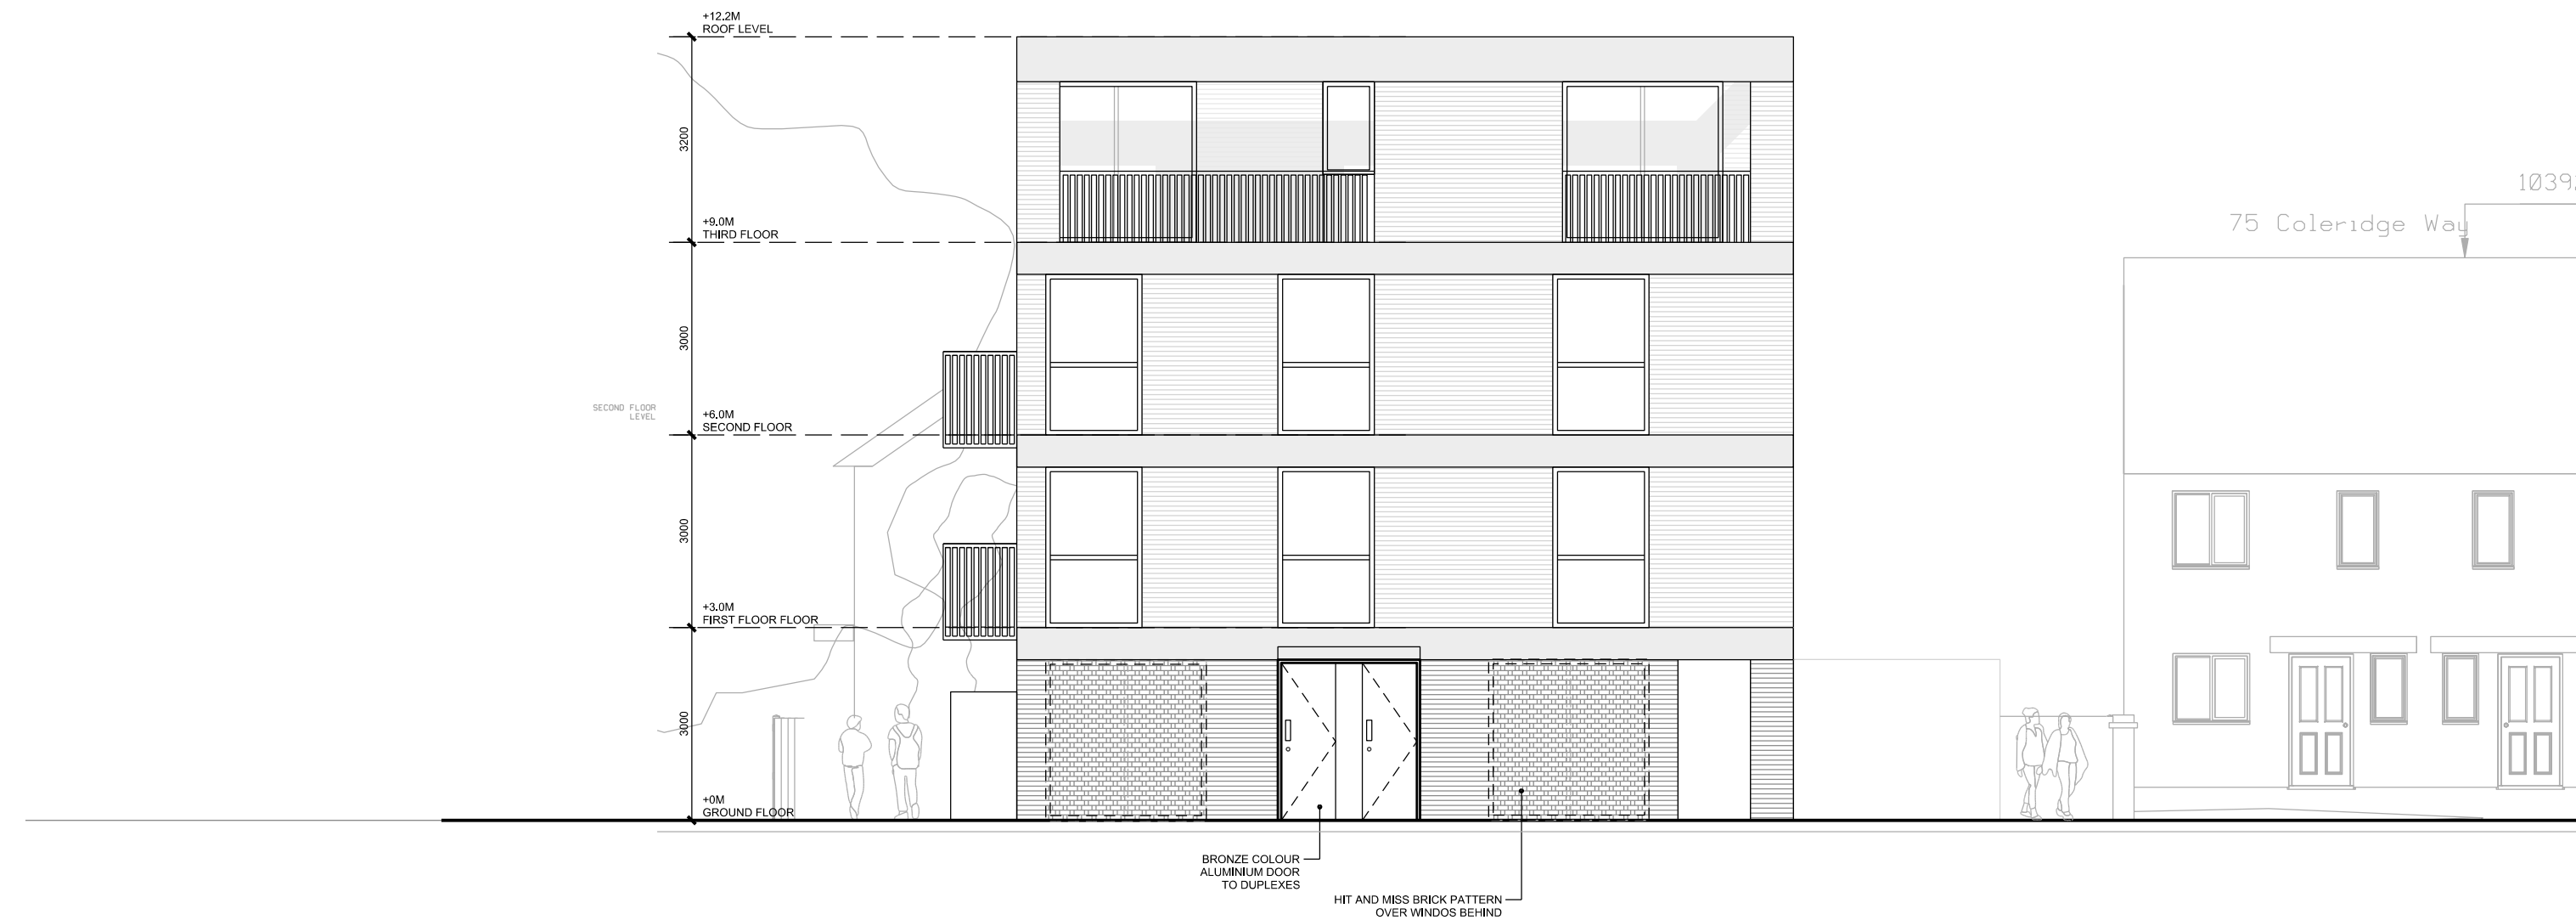 +12.2M
ROOF LEVEL
3200
+9.0M
THIRD FLOOR
3000
SECOND FLOOR
LEVEL
+6.0M
SECOND FLOOR
3000
+3.0M
FIRST FLOOR FLOOR
3000
+0M
GROUND FLOOR
BRONZE COLOUR
ALUMINIUM DOOR
TO DUPLEXES
HIT AND MISS BRICK PATTERN
OVER WINDOS BEHIND
1039
75 Coleridge Way